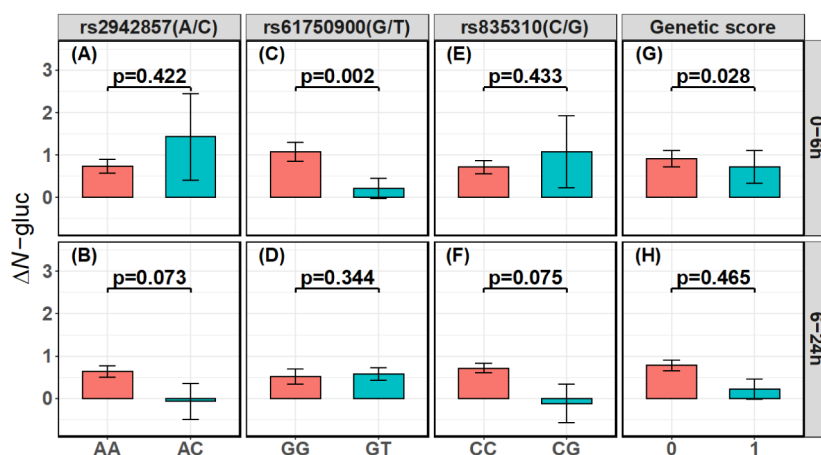 rs2942857(A/C) rs61750900(G/T) rs835310(C/G) Genetic score
(A) (C) (E) (G)
p=0.422 p=0.002 p=0.433 p=0.028
3
2
1
0
0−6h
(B) (D) (F) (H)
p=0.073 p=0.344 p=0.075 p=0.465
3
2
1
0
6−24h
ΔN−gluc
AA AC GG GT CC CG 0 1